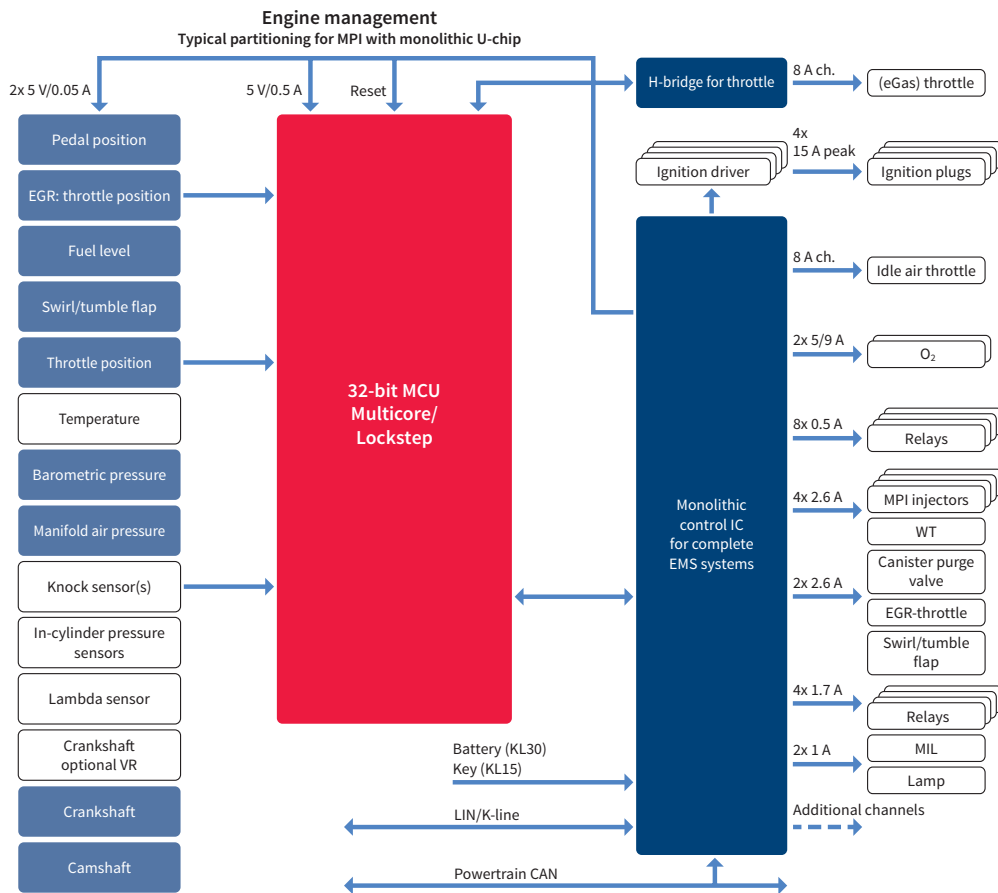 Engine management
Typical partitioning for MPI with monolithic U-chip
2x 5 V/0.05 A
5 V/0.5 A
Reset
H-bridge for throttle
8 A ch.
(eGas) throttle
Pedal position
EGR: throttle position
Fuel level
Swirl/tumble flap
Throttle position
Temperature
Barometric pressure
Manifold air pressure
Knock sensor(s)
In-cylinder pressure
sensors
Lambda sensor
Crankshaft
optional VR
Crankshaft
Camshaft
32-bit MCU
Multicore/
Lockstep
Ignition driver
4x
15 A peak
Ignition plugs
Monolithic
control IC
for complete
EMS systems
8 A ch.
Idle air throttle
2x 5/9 A
O₂
8x 0.5 A
Relays
4x 2.6 A
MPI injectors
WT
Canister purge
valve
2x 2.6 A
EGR-throttle
Swirl/tumble
flap
4x 1.7 A
Relays
2x 1 A
MIL
Lamp
Additional channels
Battery (KL30)
Key (KL15)
LIN/K-line
Powertrain CAN